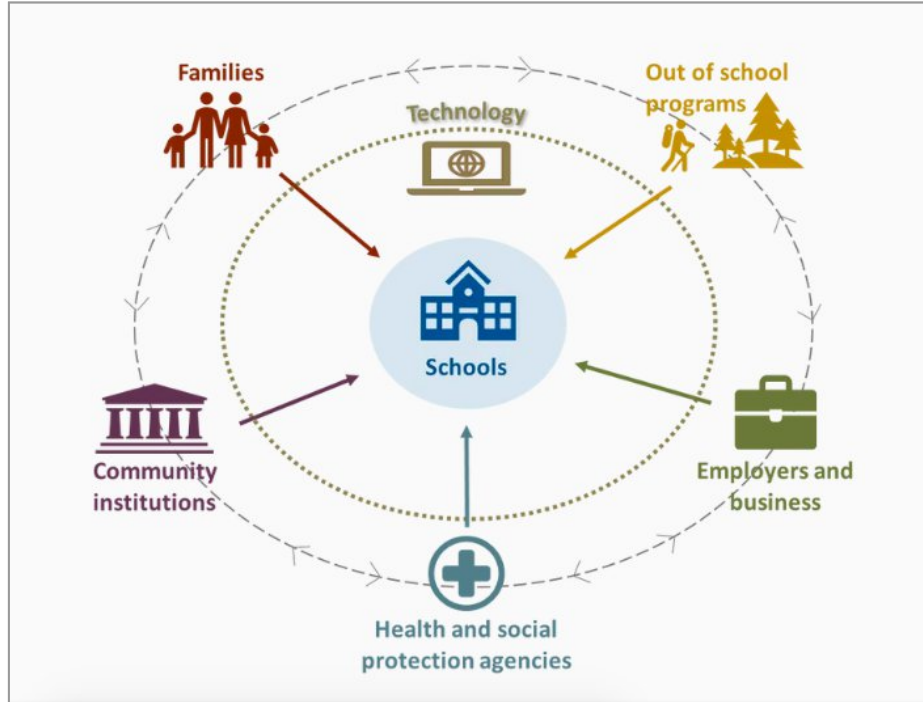 Families
Out of school
programs
Technology
Schools
Community
institutions
Employers and
business
Health and social
protection agencies